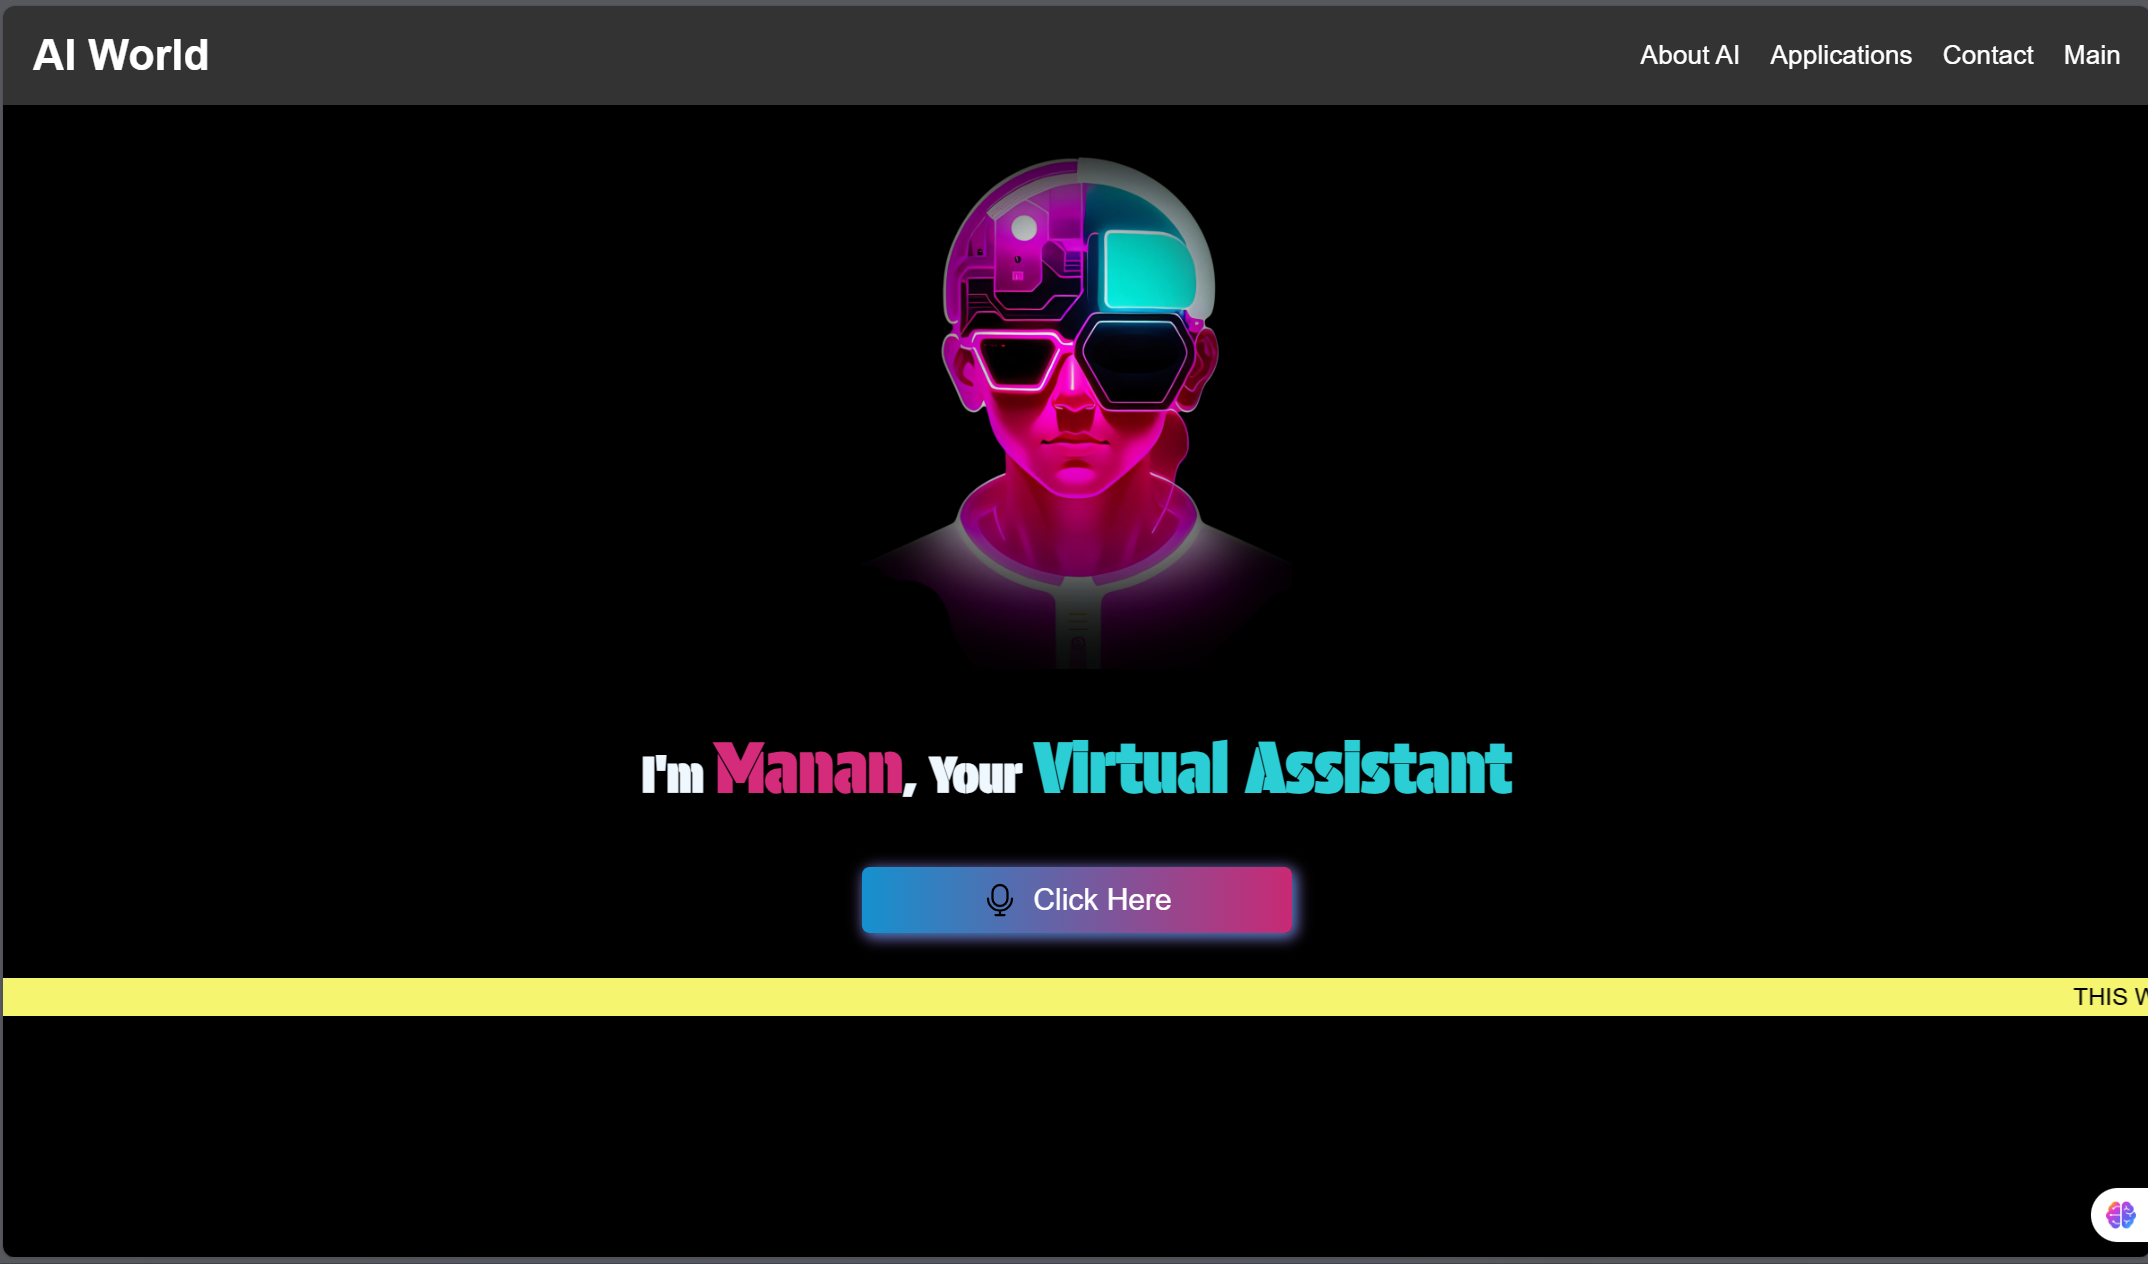 AI World
About AI Applications Contact Main
I'm Manan, Your Virtual Assistant
Click Here
THIS